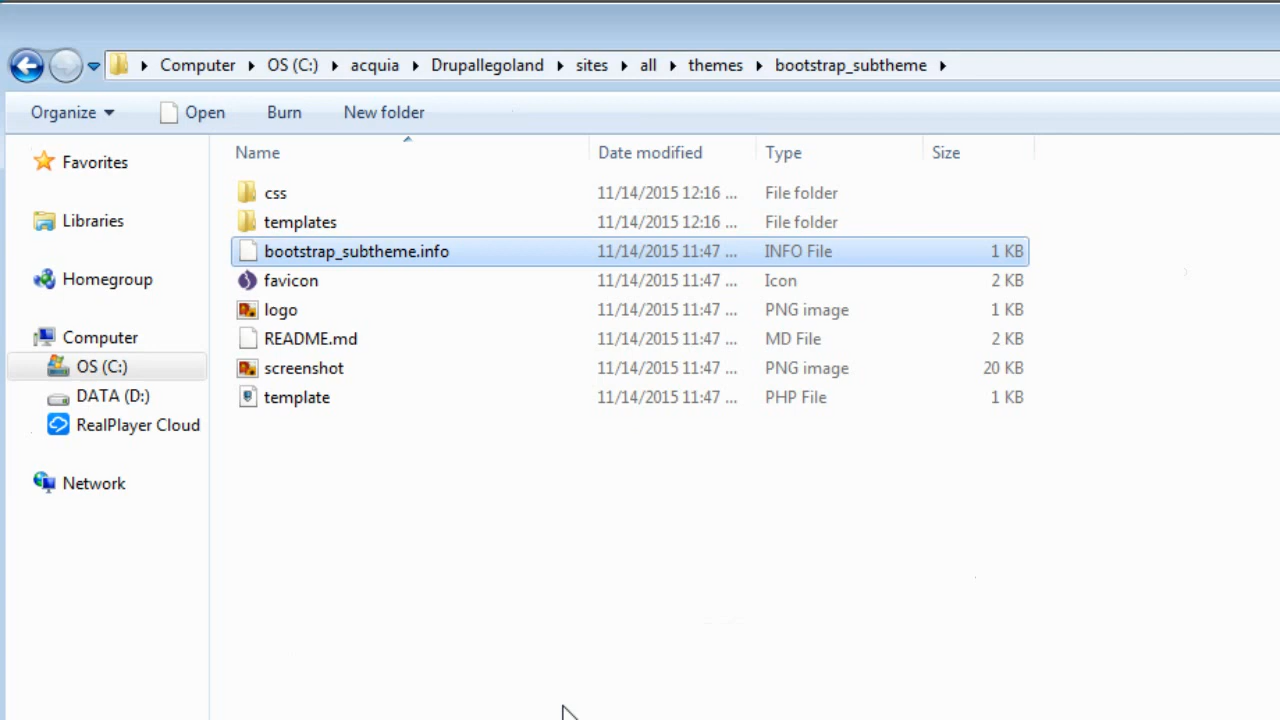 Computer OS (C:) acquia Drupallegoland sites all themes bootstrap_subtheme
Organize Open Burn New folder
Favorites
Libraries
Homegroup
Computer
OS (C:)
DATA (D:)
RealPlayer Cloud
Network
Name Date modified Type Size
css 11/14/2015 12:16 ... File folder
templates 11/14/2015 12:16 ... File folder
bootstrap_subtheme.info 11/14/2015 11:47 ... INFO File 1 KB
favicon 11/14/2015 11:47 ... Icon 2 KB
logo 11/14/2015 11:47 ... PNG image 1 KB
README.md 11/14/2015 11:47 ... MD File 2 KB
screenshot 11/14/2015 11:47 ... PNG image 20 KB
template 11/14/2015 11:47 ... PHP File 1 KB